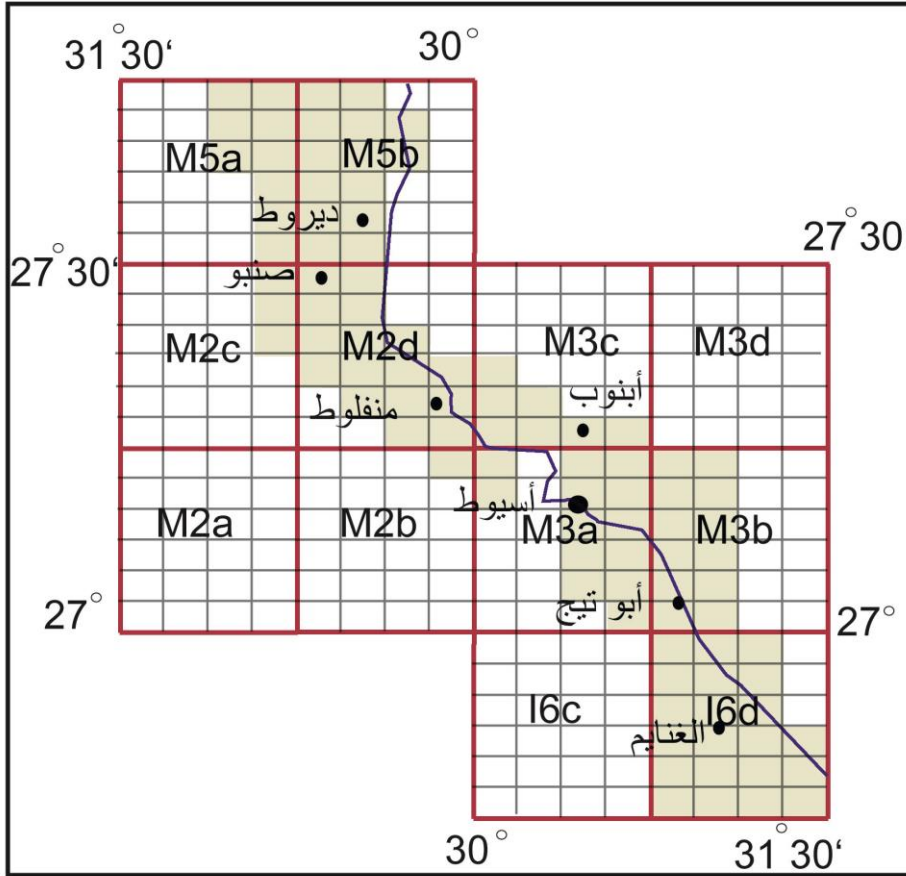 31° 30‘
30°
M5a
M5b
ديروط
27° 30
27° 30‘
صنبو
M2c
M2d
M3c
M3d
أبنوب
منفلوط
أسيوط
M2a
M2b
M3a
M3b
أبو تيج
27°
27°
I6c
I6d
الغنايم
30°
31° 30‘